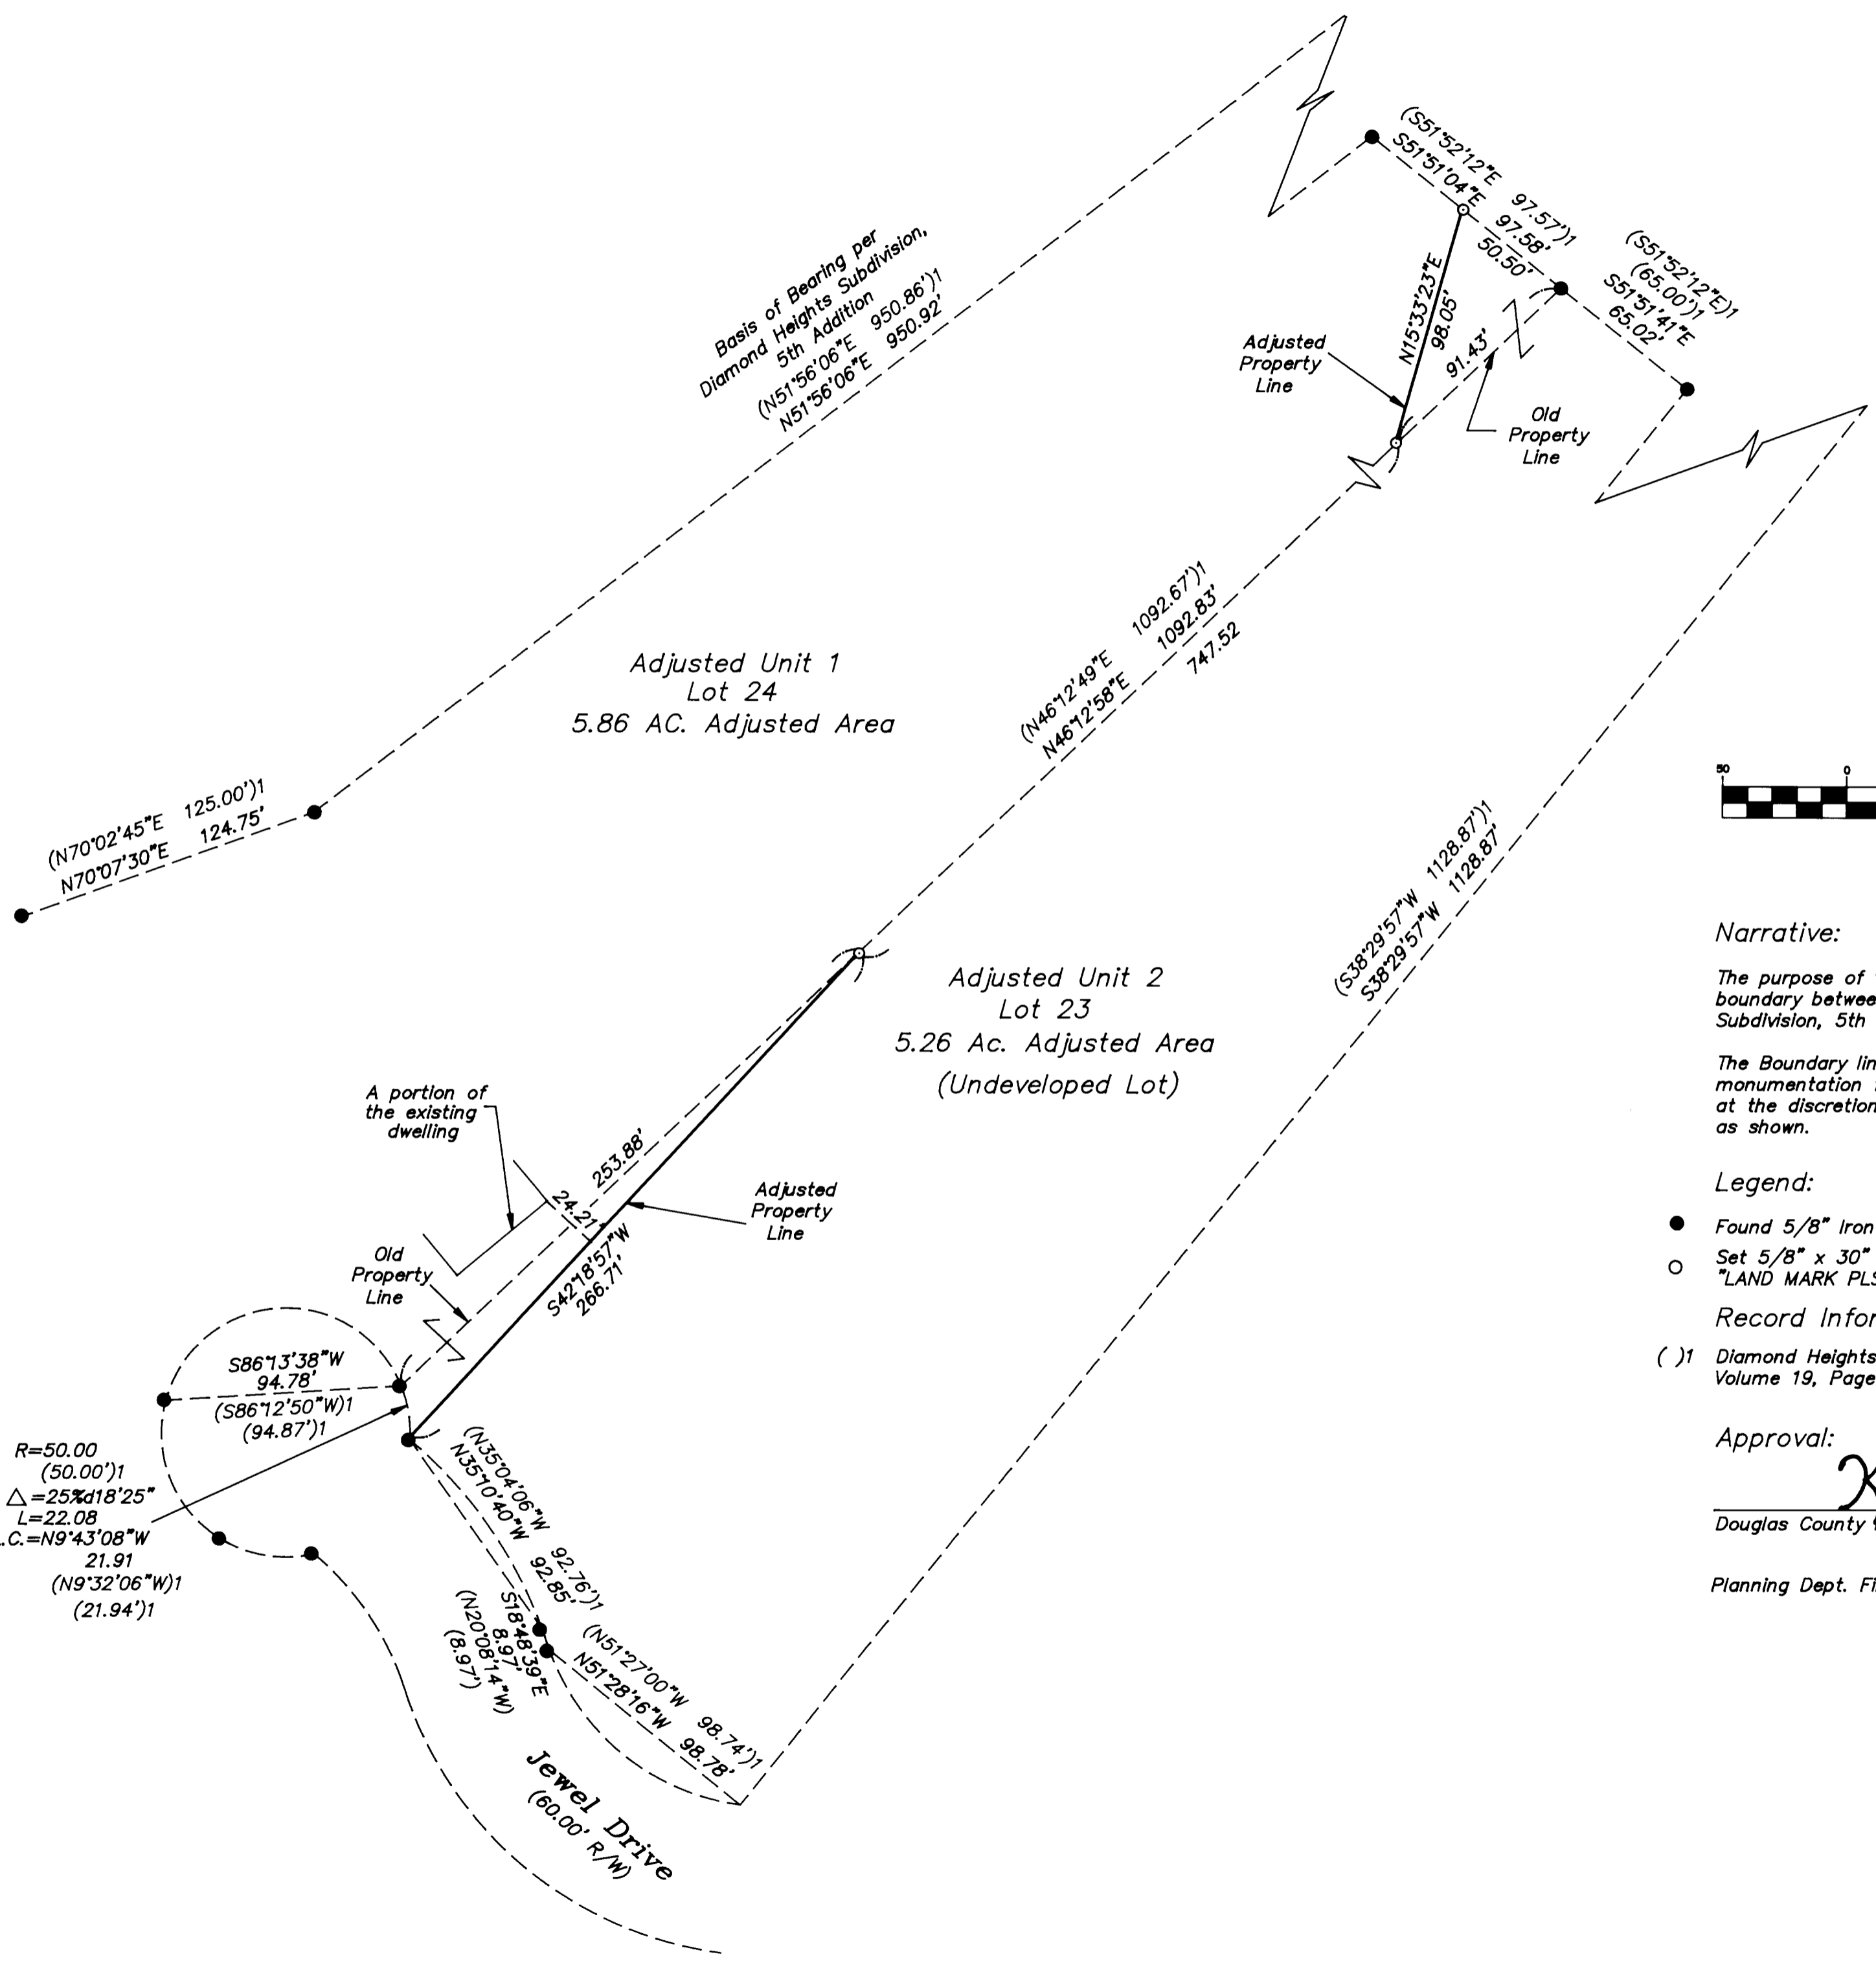 Basis of Bearing per
Diamond Heights Subdivision,
5th Addition
(N51°56'06"E 950.86')1
N51°56'06"E 950.92'
(S51°52'12"E 97.57')1
S51°51'04"E 97.58'
50.50'
(S51°52'12"E)1
(65.00')1
S51°51'41"E
65.02'
N15°33'23"E
98.05'
91.43'
Adjusted
Property
Line
Old
Property
Line
(N46°12'49"E 1092.67')1
N46°12'58"E 1092.83'
747.52
Adjusted Unit 1
Lot 24
5.86 AC. Adjusted Area
(N70°02'45"E 125.00')1
N70°07'30"E 124.75'
50
0
(S38°29'57"W 1128.87')1
S38°29'57"W 1128.87'
Adjusted Unit 2
Lot 23
5.26 Ac. Adjusted Area
(Undeveloped Lot)
Narrative:
The purpose of
boundary betwee
Subdivision, 5th
The Boundary lin
monumentation
at the discretion
as shown.
A portion of
the existing
dwelling
253.88'
24.21'
Adjusted
Property
Line
S42°18'57"W
266.71'
Old
Property
Line
Legend:
Found 5/8" Iron
Set 5/8" x 30"
"LAND MARK PLS
Record Infor
( )1 Diamond Heights
Volume 19, Page
Approval:
Douglas County
Planning Dept. Fi
S86°13'38"W
94.78'
(S86°12'50"W)1
(94.87')1
R=50.00
(50.00')1
△=25%d18'25"
L=22.08
.C.=N9°43'08"W
21.91
(N9°32'06"W)1
(21.94')1
(N35°04'06"W 92.76')1
N35°10'40"W 92.85'
S18°48'39"E
8.97'
(N20°08'14"W)
(8.97')
(N51°27'00"W 98.74')1
N51°28'16"W 98.78'
Jewel Drive
(60.00' R/W)